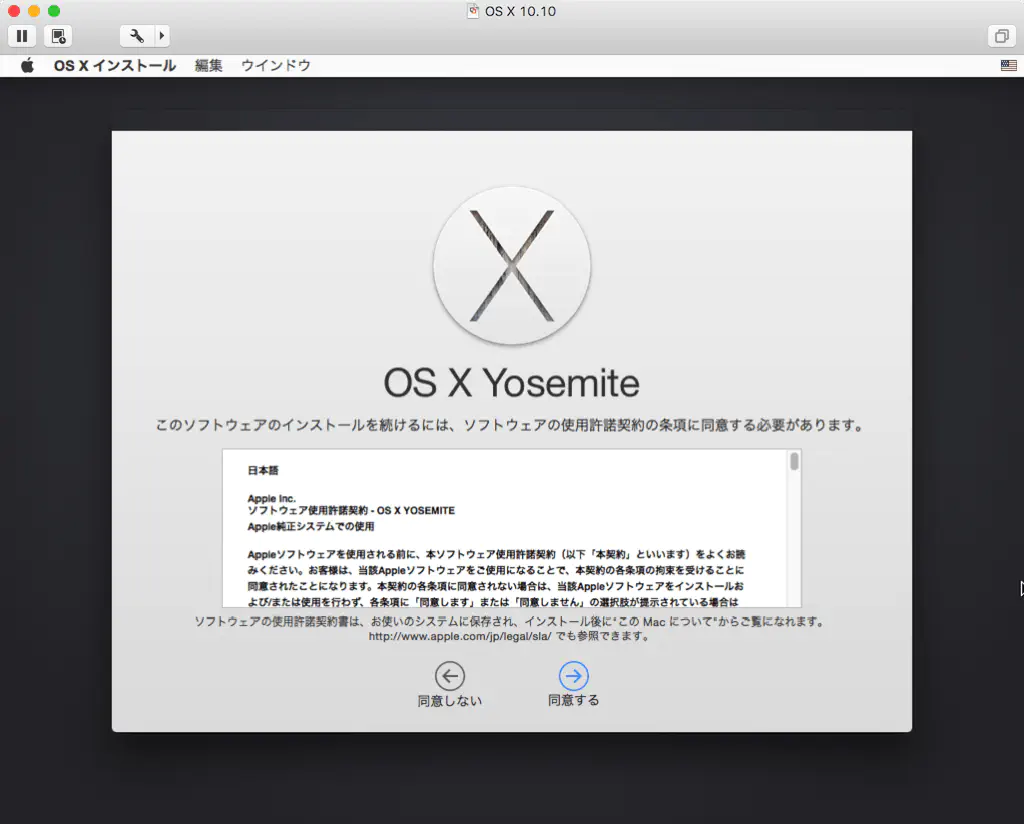 OS X 10.10
OS X インストール 編集 ウインドウ
OS X Yosemite
このソフトウェアのインストールを続けるには、ソフトウェアの使用許諾契約の条項に同意する必要があります。
日本語
Apple Inc.
ソフトウェア使用許諾契約 - OS X YOSEMITE
Apple純正システムでの使用
Appleソフトウェアを使用される前に、本ソフトウェア使用許諾契約（以下「本契約」といいます）をよくお読
みください。お客様は、当該Appleソフトウェアをご使用になることで、本契約の各条項の拘束を受けることに
同意されたことになります。本契約の各条項に同意されない場合は、当該Appleソフトウェアをインストールお
よび/または使用を行わず、各条項に「同意します」または「同意しません」の選択肢が提示されている場合は
ソフトウェアの使用許諾契約書は、お使いのシステムに保存され、インストール後に“この Mac について”からご覧になれます。
http://www.apple.com/jp/legal/sla/ でも参照できます。
同意しない 同意する